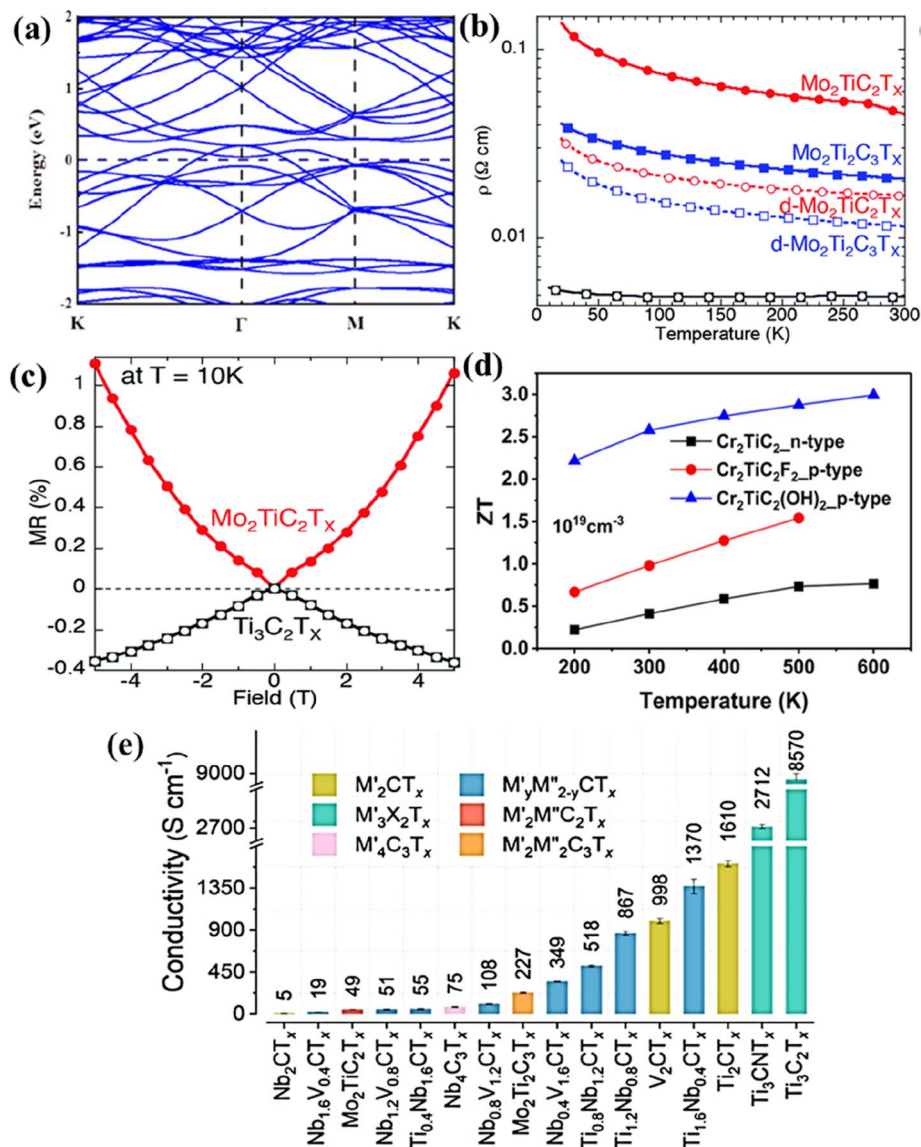 (a)
Energy (eV)
2
1
0
-1
-2
K Γ M K
(b)
ρ (Ω cm)
0.1
0.01
Mo₂TiC₂Tₓ
Mo₂Ti₂C₃Tₓ
d-Mo₂TiC₂Tₓ
d-Mo₂Ti₂C₃Tₓ
0 50 100 150 200 250 300
Temperature (K)
(c)
at T = 10K
MR (%)
1
0.8
0.6
0.4
0.2
0
-0.2
-0.4
Mo₂TiC₂Tₓ
Ti₃C₂Tₓ
-4 -2 0 2 4
Field (T)
(d)
ZT
3.0
2.5
2.0
1.5
1.0
0.5
0.0
Cr₂TiC₂_n-type
Cr₂TiC₂F₂_p-type
Cr₂TiC₂(OH)₂_p-type
10¹⁹cm⁻³
200 300 400 500 600
Temperature (K)
(e)
Conductivity (S cm⁻¹)
9000
2700
1350
900
450
0
M'₂CTₓ
M'₃X₂Tₓ
M'₄C₃Tₓ
M'ᵧM"₂₋ᵧCTₓ
M'₂M"C₂Tₓ
M'₂M"₂C₃Tₓ
5 19 49 51 55 75 108 227 349 518 867 998 1370 1610 2712 8570
Nb₂CTₓ
Nb₁.₆V₀.₄CTₓ
Mo₂TiC₂Tₓ
Nb₁.₂V₀.₈CTₓ
Ti₀.₄Nb₁.₆CTₓ
Nb₄C₃Tₓ
Nb₀.₈V₁.₂CTₓ
Mo₂Ti₂C₃Tₓ
Nb₀.₄V₁.₆CTₓ
Ti₀.₈Nb₁.₂CTₓ
Ti₁.₂Nb₀.₈CTₓ
V₂CTₓ
Ti₁.₆Nb₀.₄CTₓ
Ti₂CTₓ
Ti₃CNTₓ
Ti₃C₂Tₓ